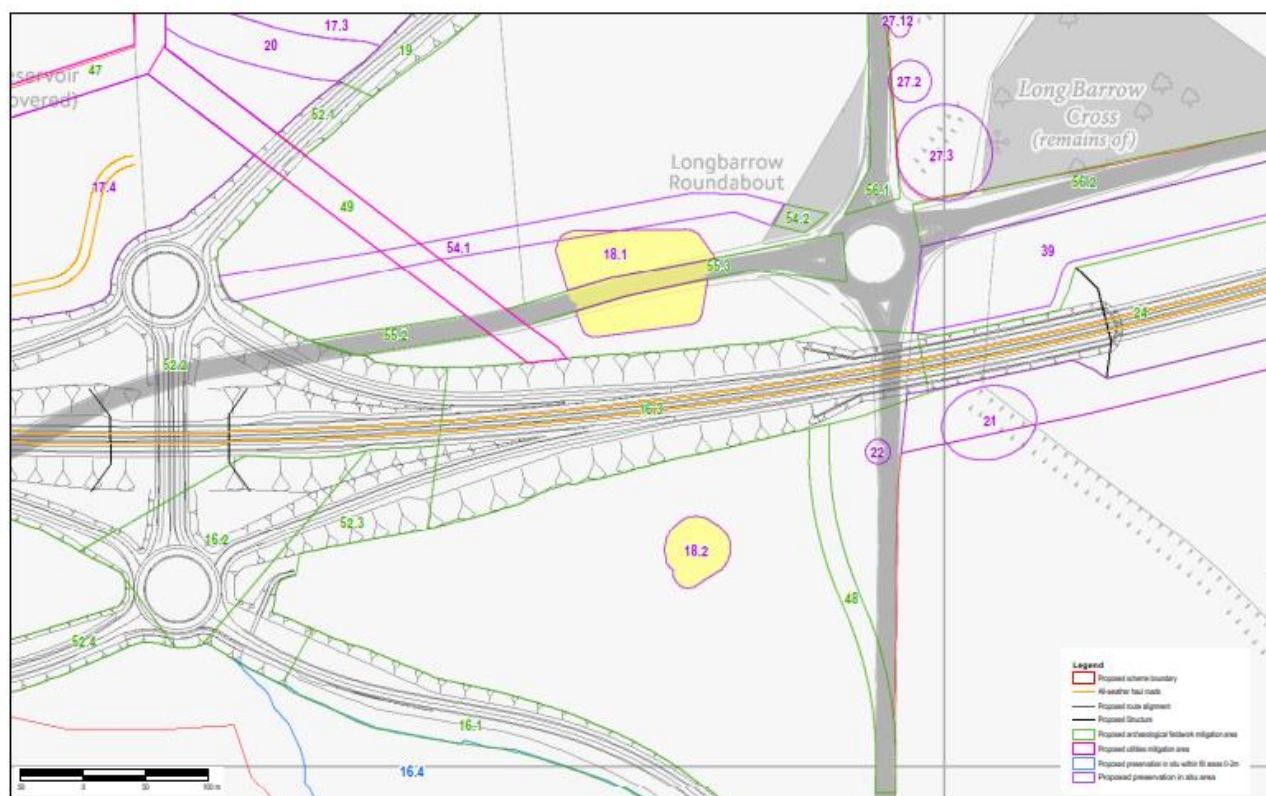 27.12
17.3
20
19
47
eservoir
overed)
27.2
52.1
Long Barrow
Cross
(remains of)
27.3
Longbarrow
Roundabout
17.4
56.1
56.2
49
54.2
54.1
18.1
39
55.3
24
55.2
52.2
16.3
21
22
52.3
16.2
18.2
48
52.4
16.1
16.4
Legend
Proposed scheme boundary
All-weather haul roads
Proposed route alignment
Proposed Structure
Proposed archaeological fieldwork mitigation area
Proposed utilities mitigation area
Proposed preservation in situ within fill areas 0-2m
Proposed preservation in situ area
50 0 50 100 m